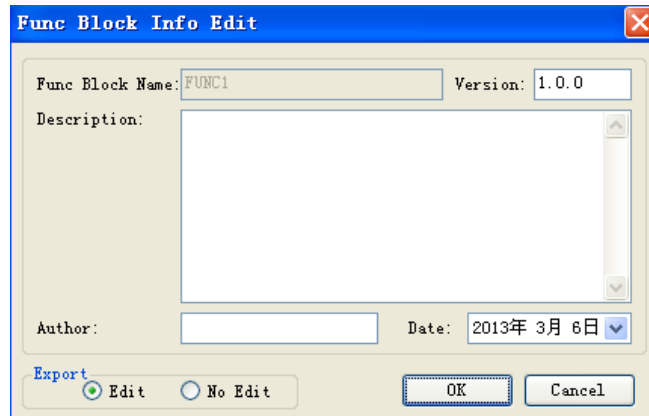 Func Block Info Edit
Func Block Name: FUNC1 Version: 1.0.0
Description:
Author: Date: 2013年 3月 6日
Export
Edit No Edit OK Cancel